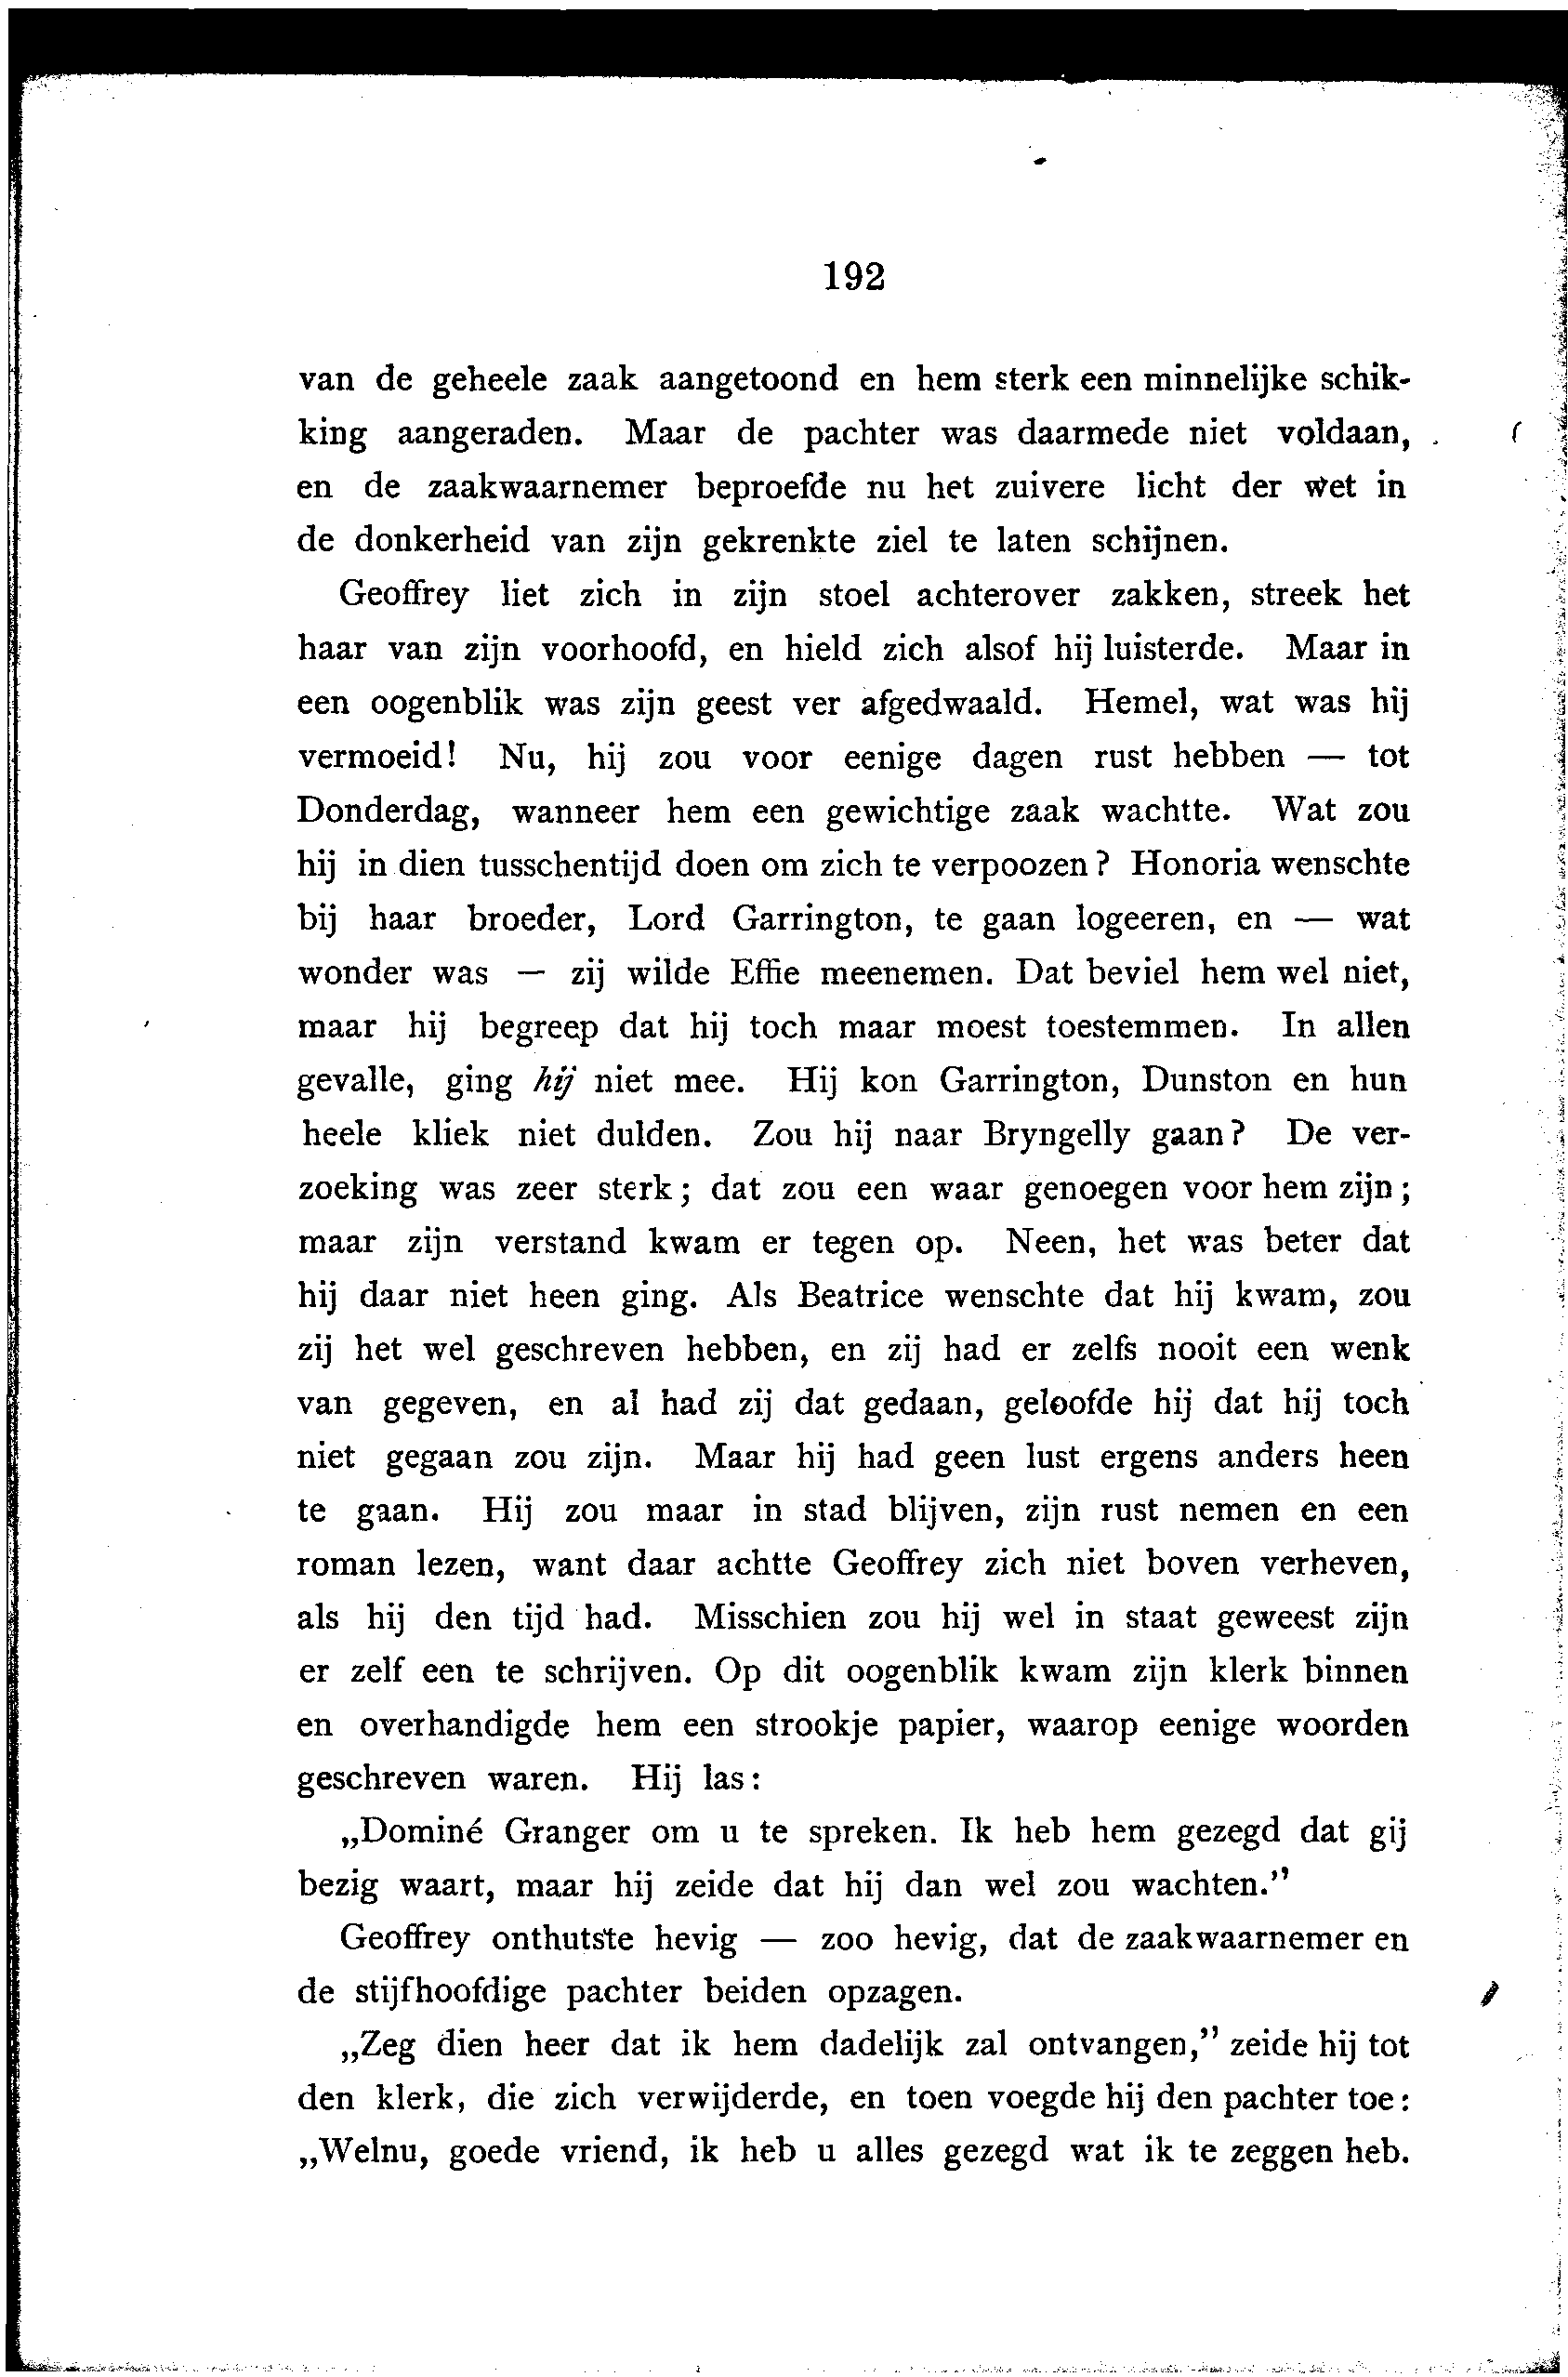 192
van de geheele zaak aangetoond en hem sterk een minnelijke schik-
king aangeraden. Maar de pachter was daarmede niet voldaan,
en de zaakwaarnemer beproefde nu het zuivere licht der wet in
de donkerheid van zijn gekrenkte ziel te laten schijnen.
Geoffrey liet zich in zijn stoel achterover zakken, streek het
haar van zijn voorhoofd, en hield zich alsof hij luisterde. Maar in
een oogenblik was zijn geest ver afgedwaald. Hemel, wat was hij
vermoeid! Nu, hij zou voor eenige dagen rust hebben — tot
Donderdag, wanneer hem een gewichtige zaak wachtte. Wat zou
hij in dien tusschentijd doen om zich te verpoozen? Honoria wenschte
bij haar broeder, Lord Garrington, te gaan logeeren, en — wat
wonder was — zij wilde Effie meenemen. Dat beviel hem wel niet,
maar hij begreep dat hij toch maar moest toestemmen. In allen
gevalle, ging hij niet mee. Hij kon Garrington, Dunston en hun
heele kliek niet dulden. Zou hij naar Bryngelly gaan? De ver-
zoeking was zeer sterk; dat zou een waar genoegen voor hem zijn;
maar zijn verstand kwam er tegen op. Neen, het was beter dat
hij daar niet heen ging. Als Beatrice wenschte dat hij kwam, zou
zij het wel geschreven hebben, en zij had er zelfs nooit een wenk
van gegeven, en al had zij dat gedaan, geloofde hij dat hij toch
niet gegaan zou zijn. Maar hij had geen lust ergens anders heen
te gaan. Hij zou maar in stad blijven, zijn rust nemen en een
roman lezen, want daar achtte Geoffrey zich niet boven verheven,
als hij den tijd had. Misschien zou hij wel in staat geweest zijn
er zelf een te schrijven. Op dit oogenblik kwam zijn klerk binnen
en overhandigde hem een strookje papier, waarop eenige woorden
geschreven waren. Hij las:
„Dominé Granger om u te spreken. Ik heb hem gezegd dat gij
bezig waart, maar hij zeide dat hij dan wel zou wachten.”
Geoffrey onthutste hevig — zoo hevig, dat de zaakwaarnemer en
de stijfhoofdige pachter beiden opzagen.
„Zeg dien heer dat ik hem dadelijk zal ontvangen,” zeide hij tot
den klerk, die zich verwijderde, en toen voegde hij den pachter toe:
„Welnu, goede vriend, ik heb u alles gezegd wat ik te zeggen heb.